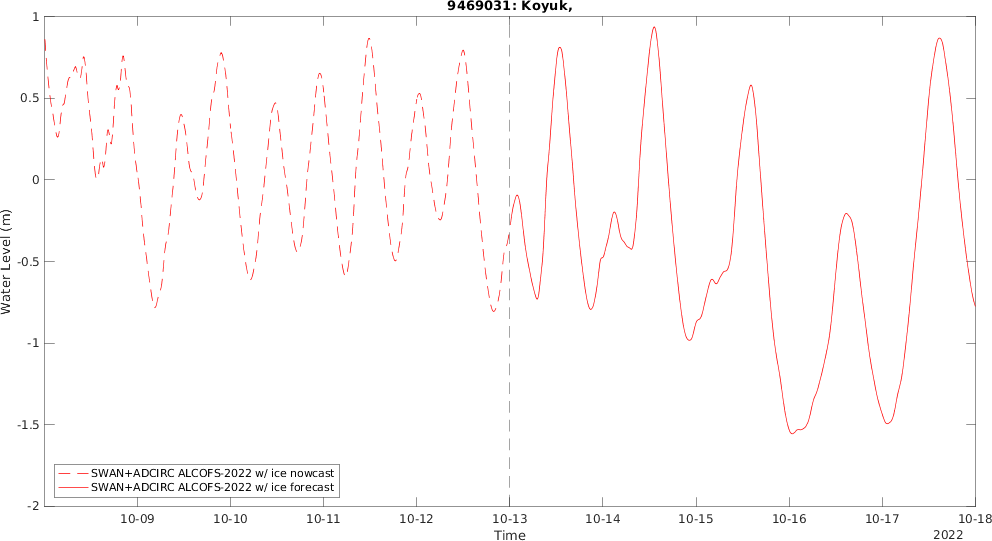 9469031: Koyuk,
Water Level (m)
1
0.5
0
-0.5
-1
-1.5
-2
SWAN+ADCIRC ALCOFS-2022 w/ ice nowcast
SWAN+ADCIRC ALCOFS-2022 w/ ice forecast
10-09 10-10 10-11 10-12 10-13 10-14 10-15 10-16 10-17 10-18
Time
2022